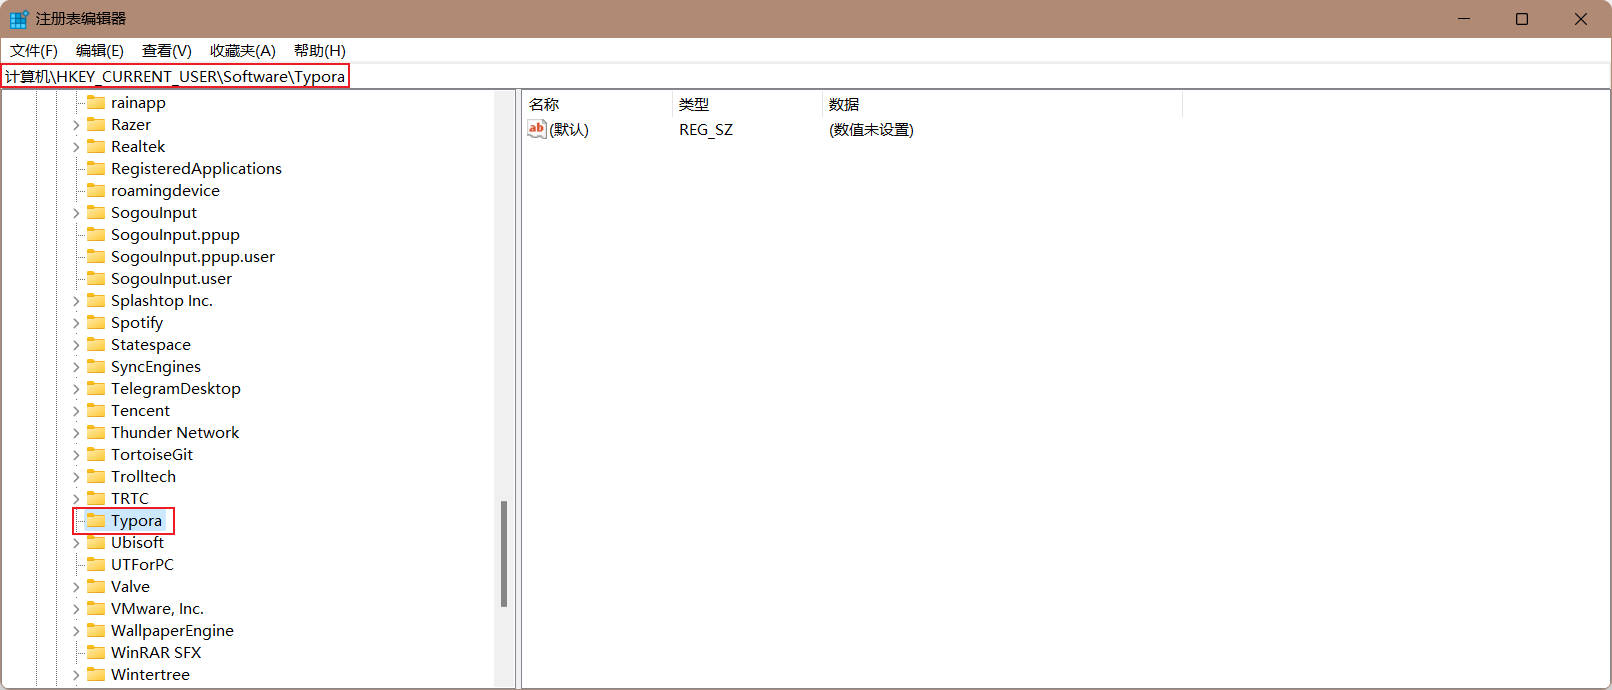 注册表编辑器
文件(F) 编辑(E) 查看(V) 收藏夹(A) 帮助(H)
计算机\HKEY_CURRENT_USER\Software\Typora
rainapp
Razer
Realtek
RegisteredApplications
roamingdevice
SogouInput
SogouInput.ppup
SogouInput.ppup.user
SogouInput.user
Splashtop Inc.
Spotify
Statespace
SyncEngines
TelegramDesktop
Tencent
Thunder Network
TortoiseGit
Trolltech
TRTC
Typora
Ubisoft
UTForPC
Valve
VMware, Inc.
WallpaperEngine
WinRAR SFX
Wintertree
名称 类型 数据
ab (默认) REG_SZ (数值未设置)